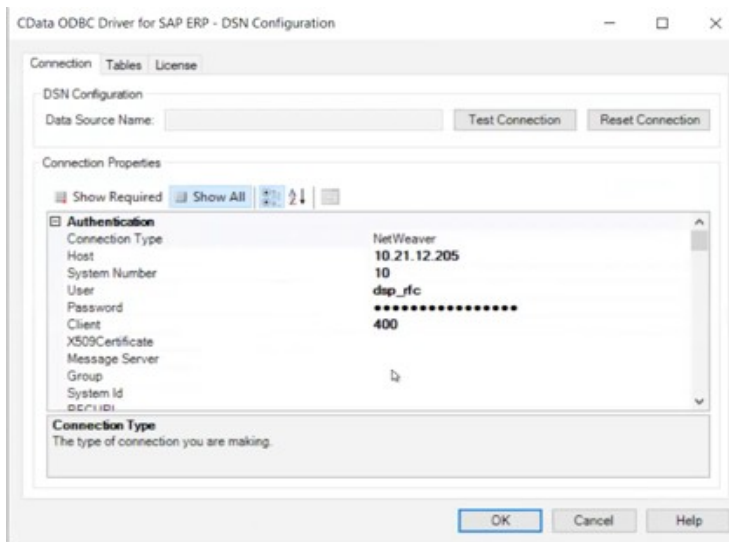 CData ODBC Driver for SAP ERP - DSN Configuration
Connection Tables License
DSN Configuration
Data Source Name: Test Connection Reset Connection
Connection Properties
Show Required Show All
Authentication
Connection Type NetWeaver
Host 10.21.12.205
System Number 10
User dsp_rfc
Password ●●●●●●●●●●●●●●●●
Client 400
X509Certificate
Message Server
Group
System Id
Connection Type
The type of connection you are making.
OK Cancel Help